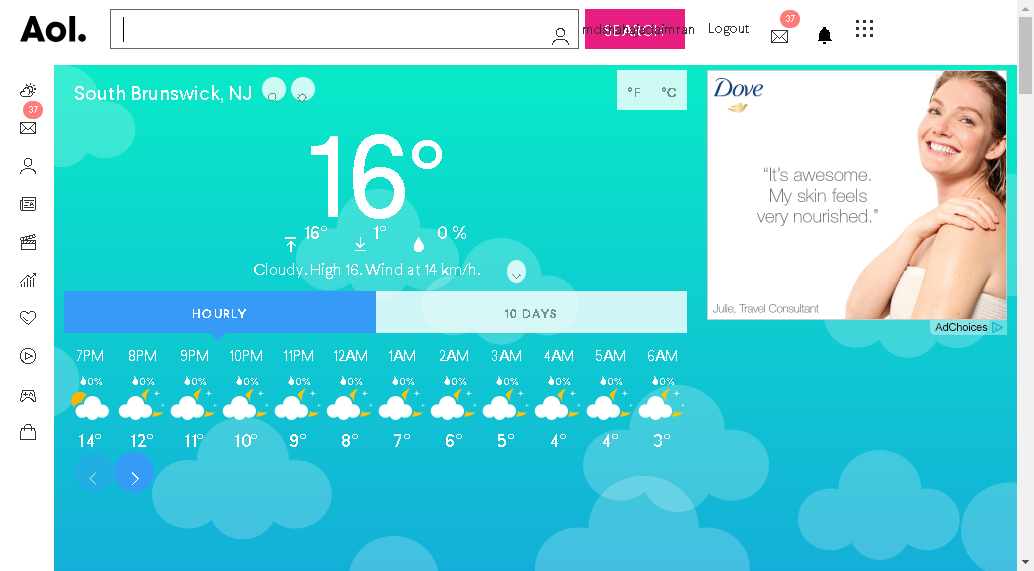 Aol.
SEARCH
Logout
37
37
South Brunswick, NJ
°F °C
16°
16° 1° 0 %
Cloudy. High 16. Wind at 14 km/h.
HOURLY 10 DAYS
7PM 8PM 9PM 10PM 11PM 12AM 1AM 2AM 3AM 4AM 5AM 6AM
0% 0% 0% 0% 0% 0% 0% 0% 0% 0% 0% 0%
14° 12° 11° 10° 9° 8° 7° 6° 5° 4° 4° 3°
Dove
“It's awesome.
My skin feels
very nourished.”
Julie, Travel Consultant
AdChoices